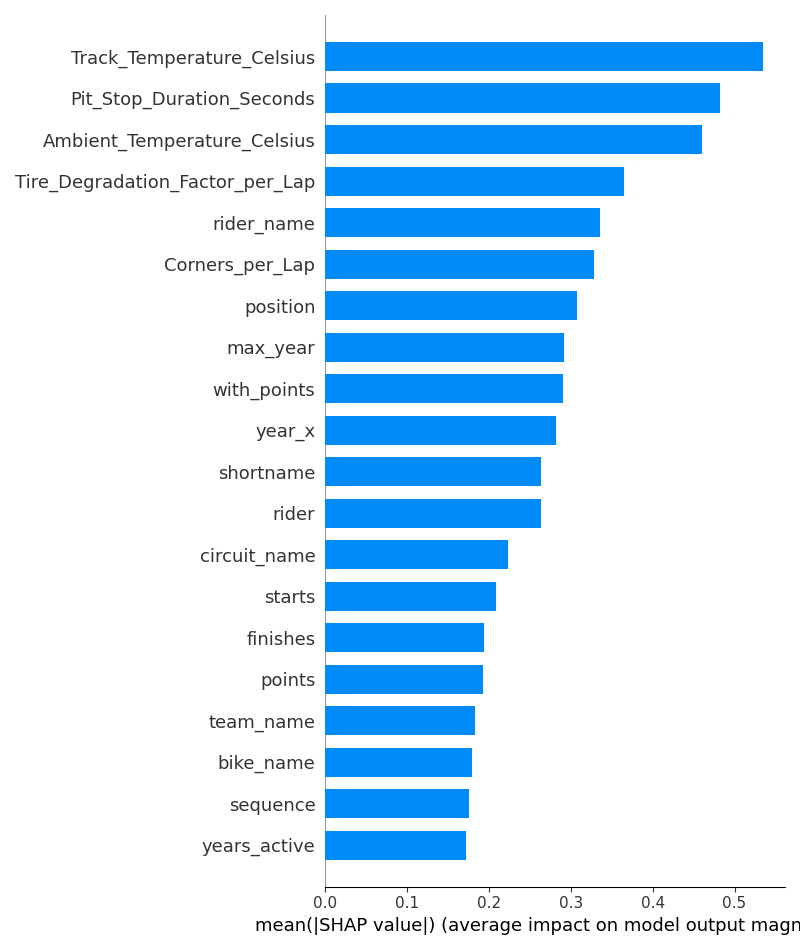 Track_Temperature_Celsius
Pit_Stop_Duration_Seconds
Ambient_Temperature_Celsius
Tire_Degradation_Factor_per_Lap
rider_name
Corners_per_Lap
position
max_year
with_points
year_x
shortname
rider
circuit_name
starts
finishes
points
team_name
bike_name
sequence
years_active
0.0 0.1 0.2 0.3 0.4 0.5
mean(|SHAP value|) (average impact on model output magn